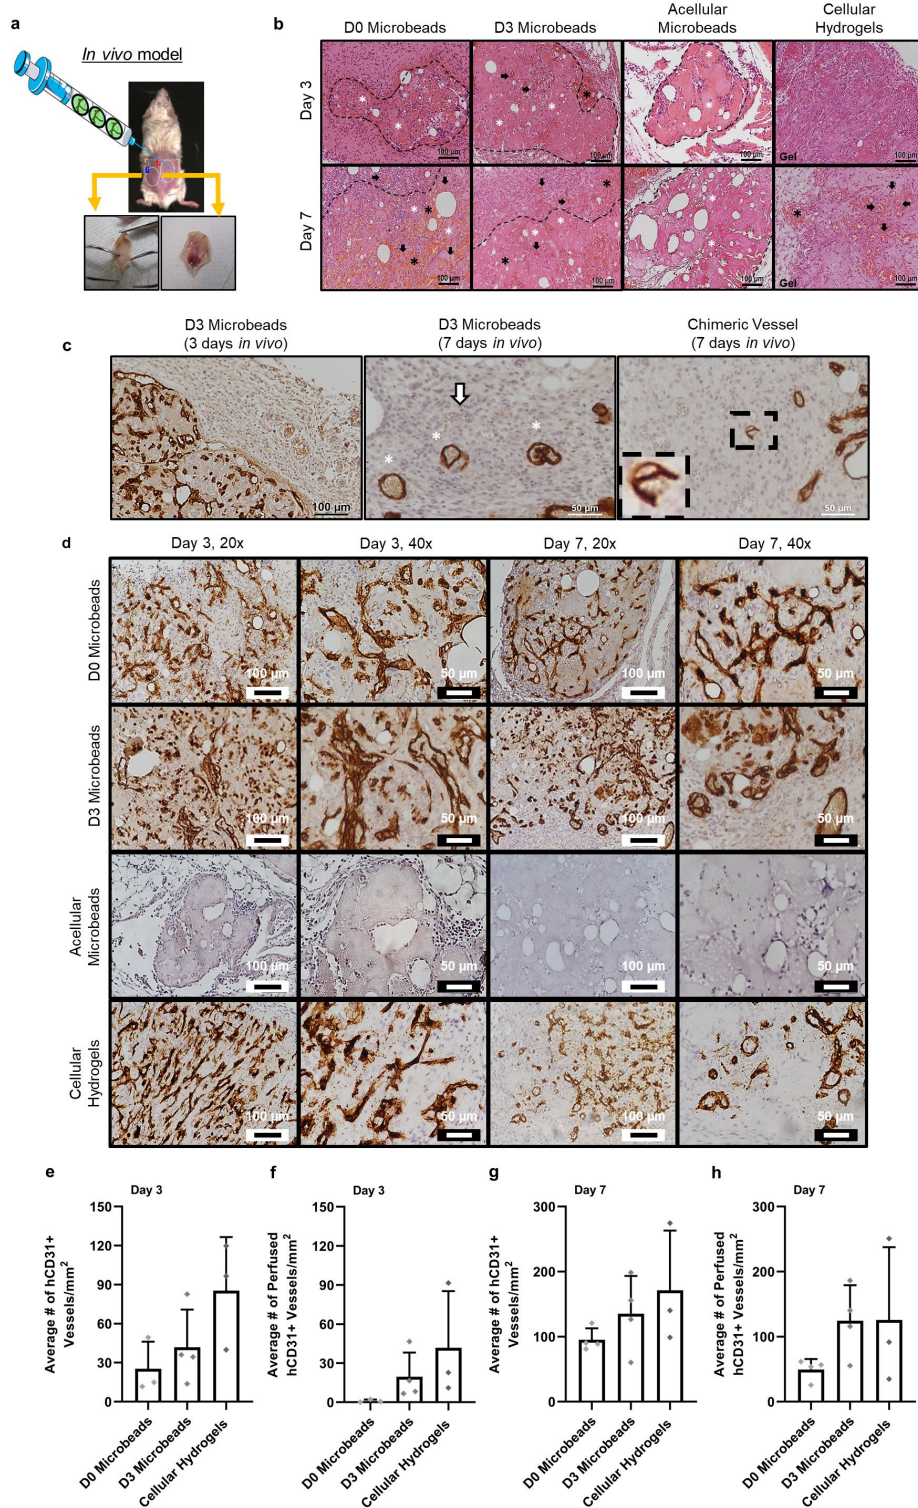 a
In vivo model
b
D0 Microbeads
D3 Microbeads
Acellular
Microbeads
Cellular
Hydrogels
Day 3
100 µm
100 µm
100 µm
Gel
100 µm
Day 7
100 µm
100 µm
100 µm
Gel
100 µm
c
D3 Microbeads
(3 days in vivo)
D3 Microbeads
(7 days in vivo)
Chimeric Vessel
(7 days in vivo)
100 µm
50 µm
50 µm
d
Day 3, 20x
Day 3, 40x
Day 7, 20x
Day 7, 40x
D0 Microbeads
100 µm
50 µm
100 µm
50 µm
D3 Microbeads
100 µm
50 µm
100 µm
50 µm
Acellular
Microbeads
100 µm
50 µm
100 µm
50 µm
Cellular
Hydrogels
100 µm
50 µm
100 µm
50 µm
e
Day 3
Average # of hCD31+
Vessels/mm2
150
120
90
60
30
0
D0 Microbeads
D3 Microbeads
Cellular Hydrogels
f
Day 3
Average # of Perfused
hCD31+ Vessels/mm2
150
120
90
60
30
0
D0 Microbeads
D3 Microbeads
Cellular Hydrogels
g
Day 7
Average # of hCD31+
Vessels/mm2
300
200
100
0
D0 Microbeads
D3 Microbeads
Cellular Hydrogels
h
Day 7
Average # of Perfused
hCD31+ Vessels/mm2
300
200
100
0
D0 Microbeads
D3 Microbeads
Cellular Hydrogels